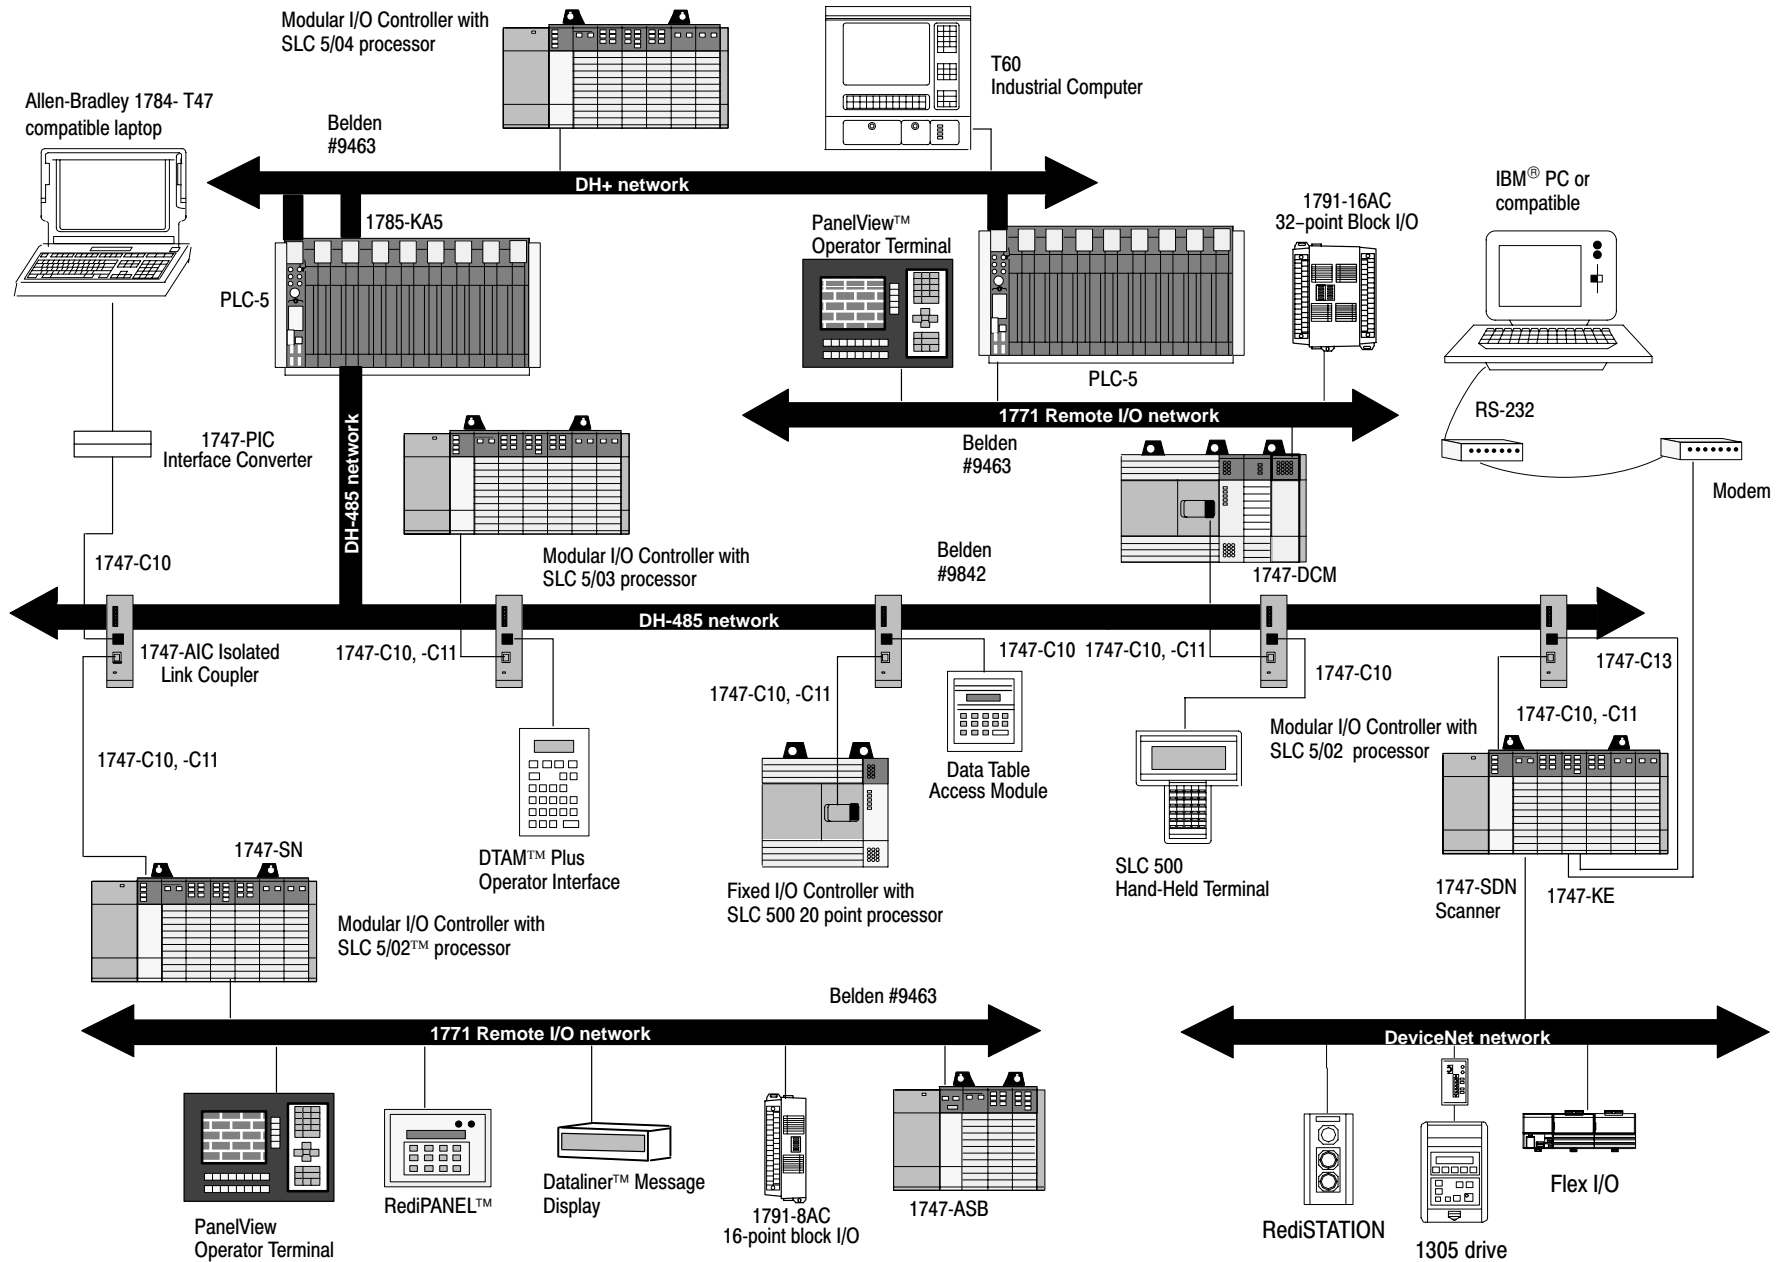 Modular I/O Controller with
SLC 5/04 processor
T60
Industrial Computer
Allen-Bradley 1784- T47
compatible laptop
Belden
#9463
DH+ network
IBM® PC or
compatible
1791-16AC
32–point Block I/O
1785-KA5
PanelView™
Operator Terminal
PLC-5
PLC-5
RS-232
1771 Remote I/O network
1747-PIC
Interface Converter
Belden
#9463
DH-485 network
Modem
Modular I/O Controller with
SLC 5/03 processor
Belden
#9842
1747-C10
1747-DCM
DH-485 network
1747-AIC Isolated
Link Coupler
1747-C10, -C11
1747-C10
1747-C10, -C11
1747-C13
1747-C10
1747-C10, -C11
1747-C10, -C11
Modular I/O Controller with
SLC 5/02 processor
1747-C10, -C11
Data Table
Access Module
1747-SN
DTAM™ Plus
Operator Interface
SLC 500
Hand-Held Terminal
Fixed I/O Controller with
SLC 500 20 point processor
1747-SDN
Scanner
1747-KE
Modular I/O Controller with
SLC 5/02™ processor
Belden #9463
1771 Remote I/O network
DeviceNet network
PanelView
Operator Terminal
RediPANEL™
Dataliner™ Message
Display
1791-8AC
16-point block I/O
1747-ASB
RediSTATION
1305 drive
Flex I/O